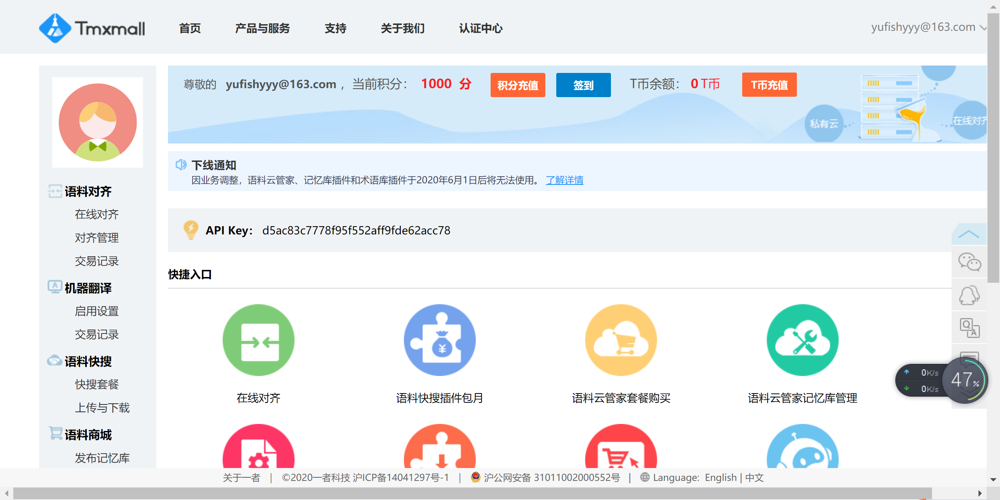 Tmxmall
首页 产品与服务 支持 关于我们 认证中心 yufishyyy@163.com
尊敬的 yufishyyy@163.com ，当前积分： 1000 分 积分充值 签到 T币余额： 0 T币 T币充值
私有云
在线对齐
下线通知
因业务调整，语料云管家、记忆库插件和术语库插件于2020年6月1日后将无法使用。 了解详情
API Key： d5ac83c7778f95f552aff9fde62acc78
语料对齐
在线对齐
对齐管理
交易记录
机器翻译
启用设置
交易记录
语料快搜
快搜套餐
上传与下载
语料商城
发布记忆库
快捷入口
在线对齐
语料快搜插件包月
语料云管家套餐购买
语料云管家记忆库管理
Q A
0K/s
0K/s
47%
关于一者 | ©2020一者科技 沪ICP备14041297号-1 | 沪公网安备 31011002000552号 | Language: English | 中文